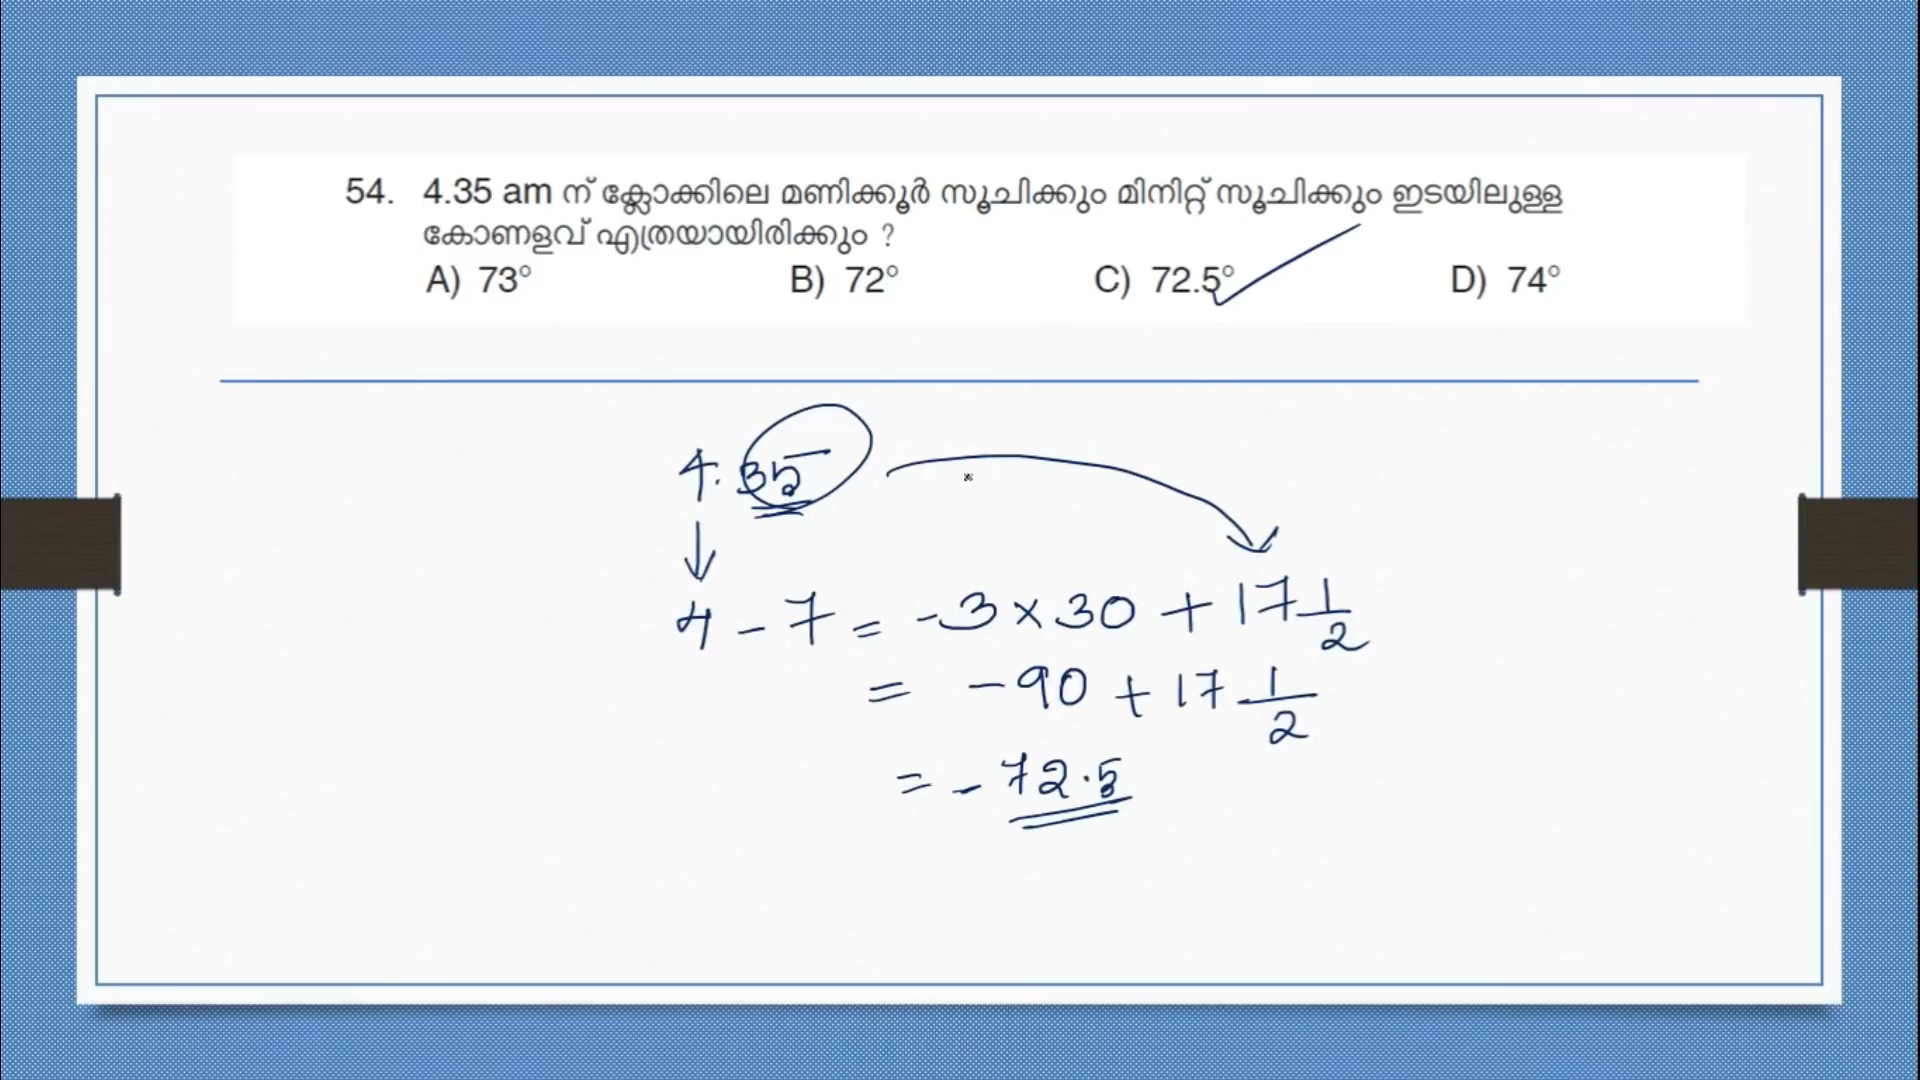 54. 4.35 am ന് ക്ലോക്കിലെ മണിക്കൂർ സൂചിക്കും മിനിറ്റ് സൂചിക്കും ഇടയിലുള്ള
കോണളവ് എത്രയായിരിക്കും ?
A) 73° B) 72° C) 72.5° D) 74°
4.35
4 - 7 = -3 × 30 + 17 1/2
= -90 + 17 1/2
= - 72.5